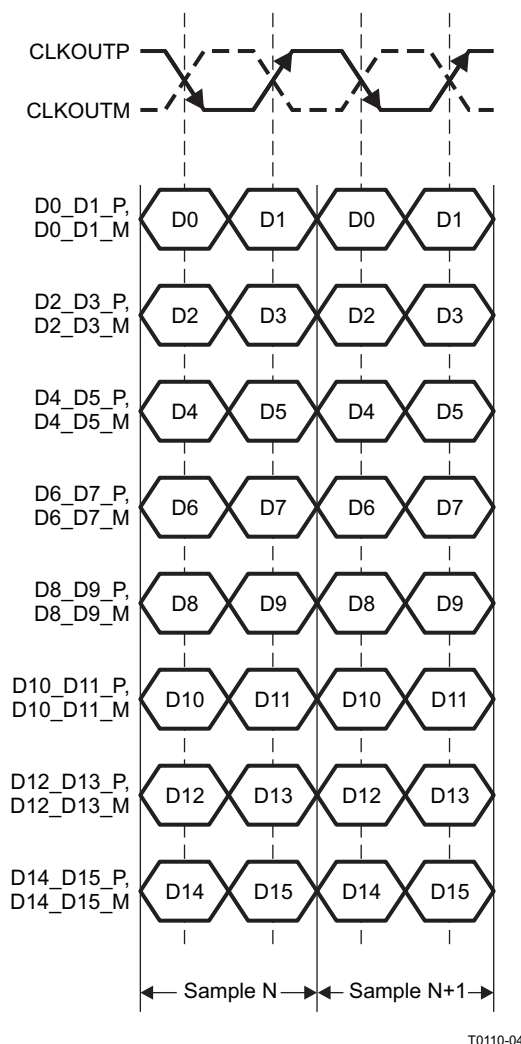 CLKOUTP
CLKOUTM
D0_D1_P,
D0_D1_M
D0 D1 D0 D1
D2_D3_P,
D2_D3_M
D2 D3 D2 D3
D4_D5_P,
D4_D5_M
D4 D5 D4 D5
D6_D7_P,
D6_D7_M
D6 D7 D6 D7
D8_D9_P,
D8_D9_M
D8 D9 D8 D9
D10_D11_P,
D10_D11_M
D10 D11 D10 D11
D12_D13_P,
D12_D13_M
D12 D13 D12 D13
D14_D15_P,
D14_D15_M
D14 D15 D14 D15
Sample N Sample N+1
T0110-04